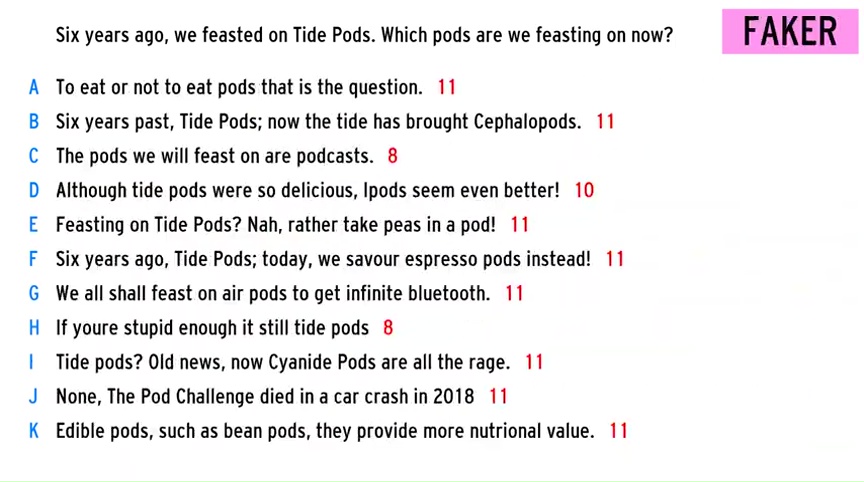 Six years ago, we feasted on Tide Pods. Which pods are we feasting on now?
FAKER
A To eat or not to eat pods that is the question. 11
B Six years past, Tide Pods; now the tide has brought Cephalopods. 11
C The pods we will feast on are podcasts. 8
D Although tide pods were so delicious, Ipods seem even better! 10
E Feasting on Tide Pods? Nah, rather take peas in a pod! 11
F Six years ago, Tide Pods; today, we savour espresso pods instead! 11
G We all shall feast on air pods to get infinite bluetooth. 11
H If youre stupid enough it still tide pods 8
I Tide pods? Old news, now Cyanide Pods are all the rage. 11
J None, The Pod Challenge died in a car crash in 2018 11
K Edible pods, such as bean pods, they provide more nutrional value. 11